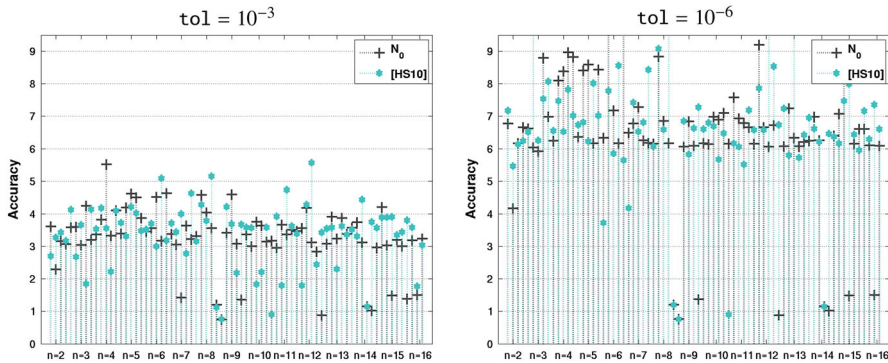 tol = 10⁻³
Accuracy
9
8
7
6
5
4
3
2
1
0
N₀
[HS10]
n=2 n=3 n=4 n=5 n=6 n=7 n=8 n=9 n=10 n=11 n=12 n=13 n=14 n=15 n=16
tol = 10⁻⁶
Accuracy
9
8
7
6
5
4
3
2
1
0
N₀
[HS10]
n=2 n=3 n=4 n=5 n=6 n=7 n=8 n=9 n=10 n=11 n=12 n=13 n=14 n=15 n=16